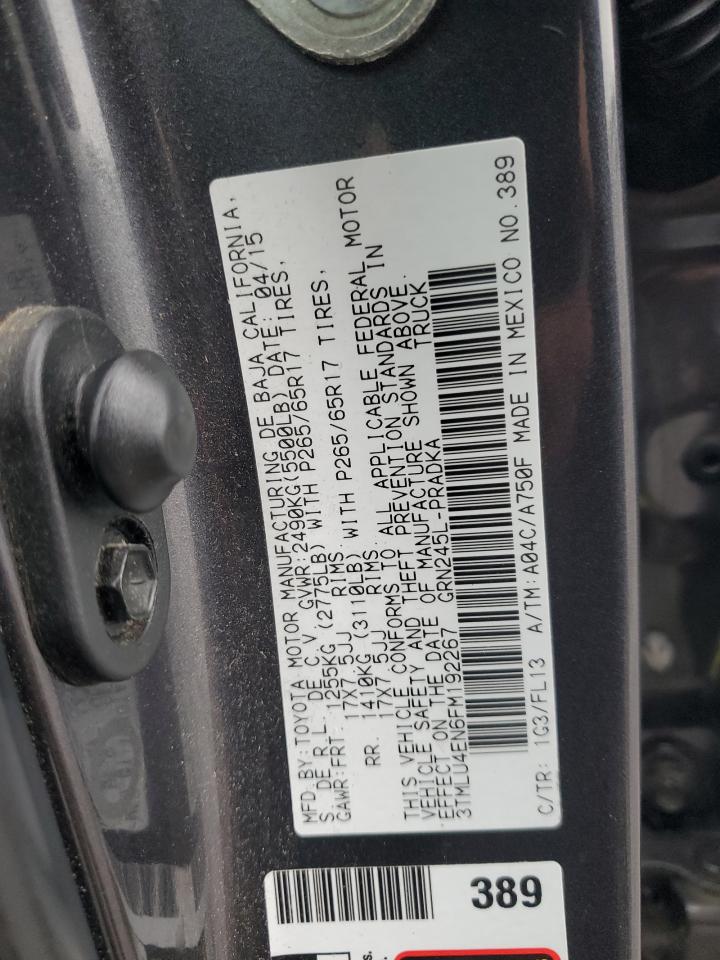 MFD.BY:TOYOTA MOTOR MANUFACTURING DE BAJA CALIFORNIA,
S. DE R.L. DE C.V. GVWR:2490KG(5500LB) DATE: 04/15
GAWR:FRT. 1255KG (2775LB) WITH P265/65R17 TIRES,
17X7.5JJ RIMS
RR. 1410KG (3110LB) WITH P265/65R17 TIRES,
17X7.5JJ RIMS
THIS VEHICLE CONFORMS TO ALL APPLICABLE FEDERAL MOTOR
VEHICLE SAFETY AND THEFT PREVENTION STANDARDS IN
EFFECT ON THE DATE OF MANUFACTURE SHOWN ABOVE.
3TMLU4EN6FM192267 GRN245L-PRADKA TRUCK
C/TR: 1G3/FL13 A/TM:A04C/A750F MADE IN MEXICO NO.389
389